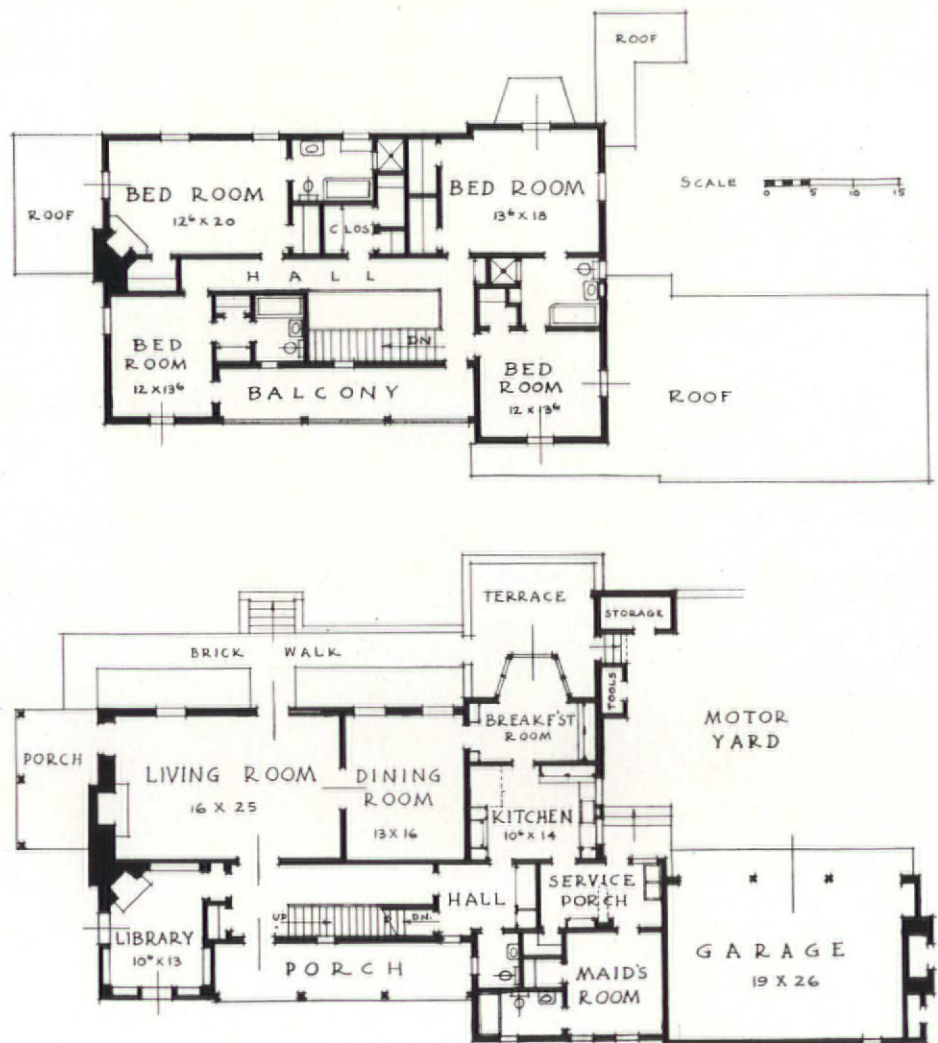 ROOF
SCALE
0 5 10 15
BED ROOM
12⁶ X 20
BED ROOM
13⁶ X 18
ROOF
CLOS
HALL
BED
ROOM
12 X 13⁶
DN
BALCONY
BED
ROOM
12 X 13⁶
ROOF
TERRACE
STORAGE
BRICK WALK
TOOLS
PORCH
BREAKF'ST
ROOM
MOTOR
YARD
LIVING ROOM
16 X 25
DINING
ROOM
13 X 16
KITCHEN
10⁶ X 14
HALL
SERVICE
PORCH
UP
DN.
LIBRARY
10⁶ X 13
PORCH
MAID'S
ROOM
GARAGE
19 X 26